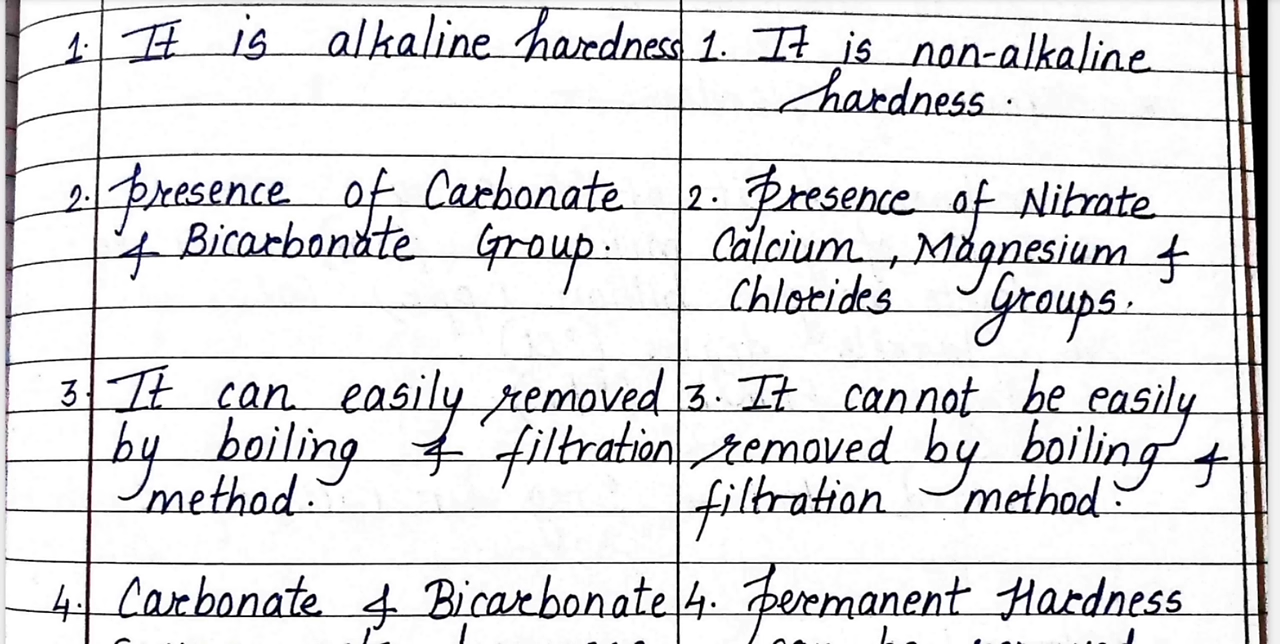 1. It is alkaline hardness
2. Presence of Carbonate
& Bicarbonate Group.
3. It can easily removed
by boiling & filtration
method.
4. Carbonate & Bicarbonate
1. It is non-alkaline
hardness.
2. Presence of Nitrate
Calcium, Magnesium &
Chlorides Groups.
3. It cannot be easily
removed by boiling &
filtration method.
4. Permanent Hardness